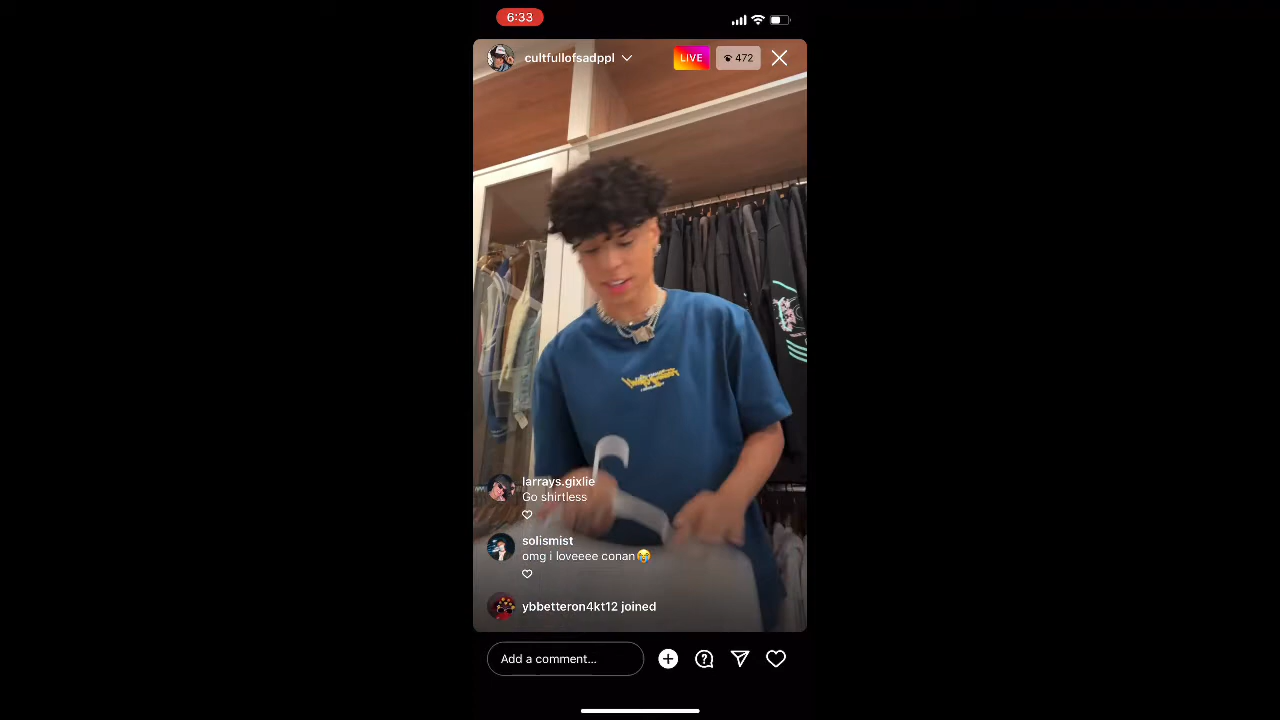 6:33
cultfullofsadppl
LIVE
472
larrays.gixlie
Go shirtless
solismist
omg i loveeee conan😭
ybbetteron4kt12 joined
Add a comment...